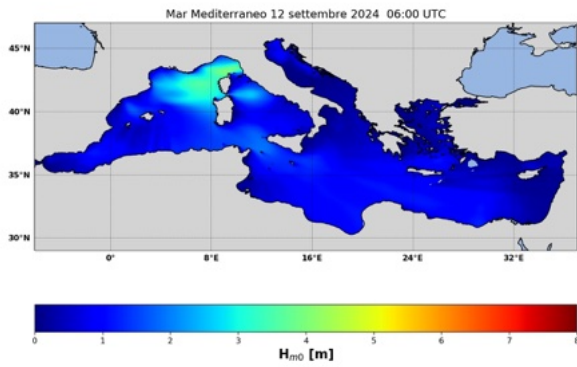 Mar Mediterraneo 12 settembre 2024 06:00 UTC
45°N
40°N
35°N
30°N
0° 8°E 16°E 24°E 32°E
0 1 2 3 4 5 6 7 8
Hm0 [m]